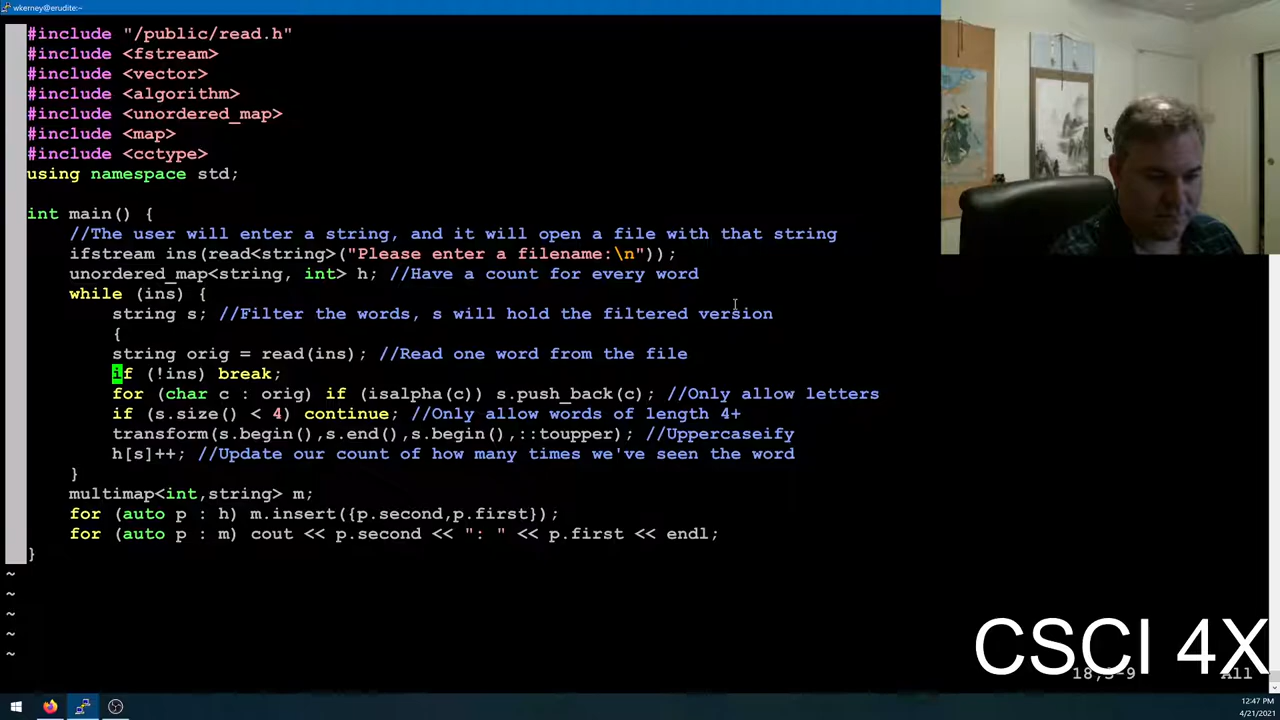 wkerney@erudite:~
#include "/public/read.h"
#include <fstream>
#include <vector>
#include <algorithm>
#include <unordered_map>
#include <map>
#include <cctype>
using namespace std;
int main() {
//The user will enter a string, and it will open a file with that string
ifstream ins(read<string>("Please enter a filename:\n"));
unordered_map<string, int> h; //Have a count for every word
while (ins) {
string s; //Filter the words, s will hold the filtered version
{
string orig = read(ins); //Read one word from the file
if (!ins) break;
for (char c : orig) if (isalpha(c)) s.push_back(c); //Only allow letters
if (s.size() < 4) continue; //Only allow words of length 4+
transform(s.begin(),s.end(),s.begin(),::toupper); //Uppercaseify
h[s]++; //Update our count of how many times we've seen the word
}
multimap<int,string> m;
for (auto p : h) m.insert({p.second,p.first});
for (auto p : m) cout << p.second << ": " << p.first << endl;
}
~
~
~
~
~
CSCI 4X
All
12:47 PM
4/21/2021